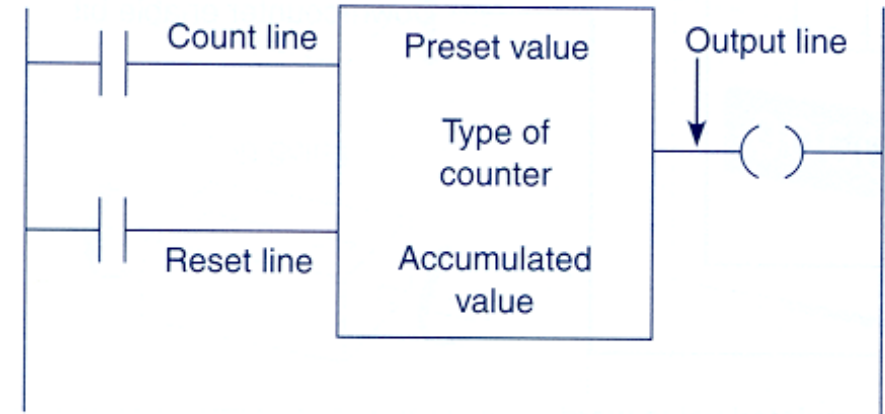 Count line
Preset value
Output line
Type of
counter
Reset line
Accumulated
value